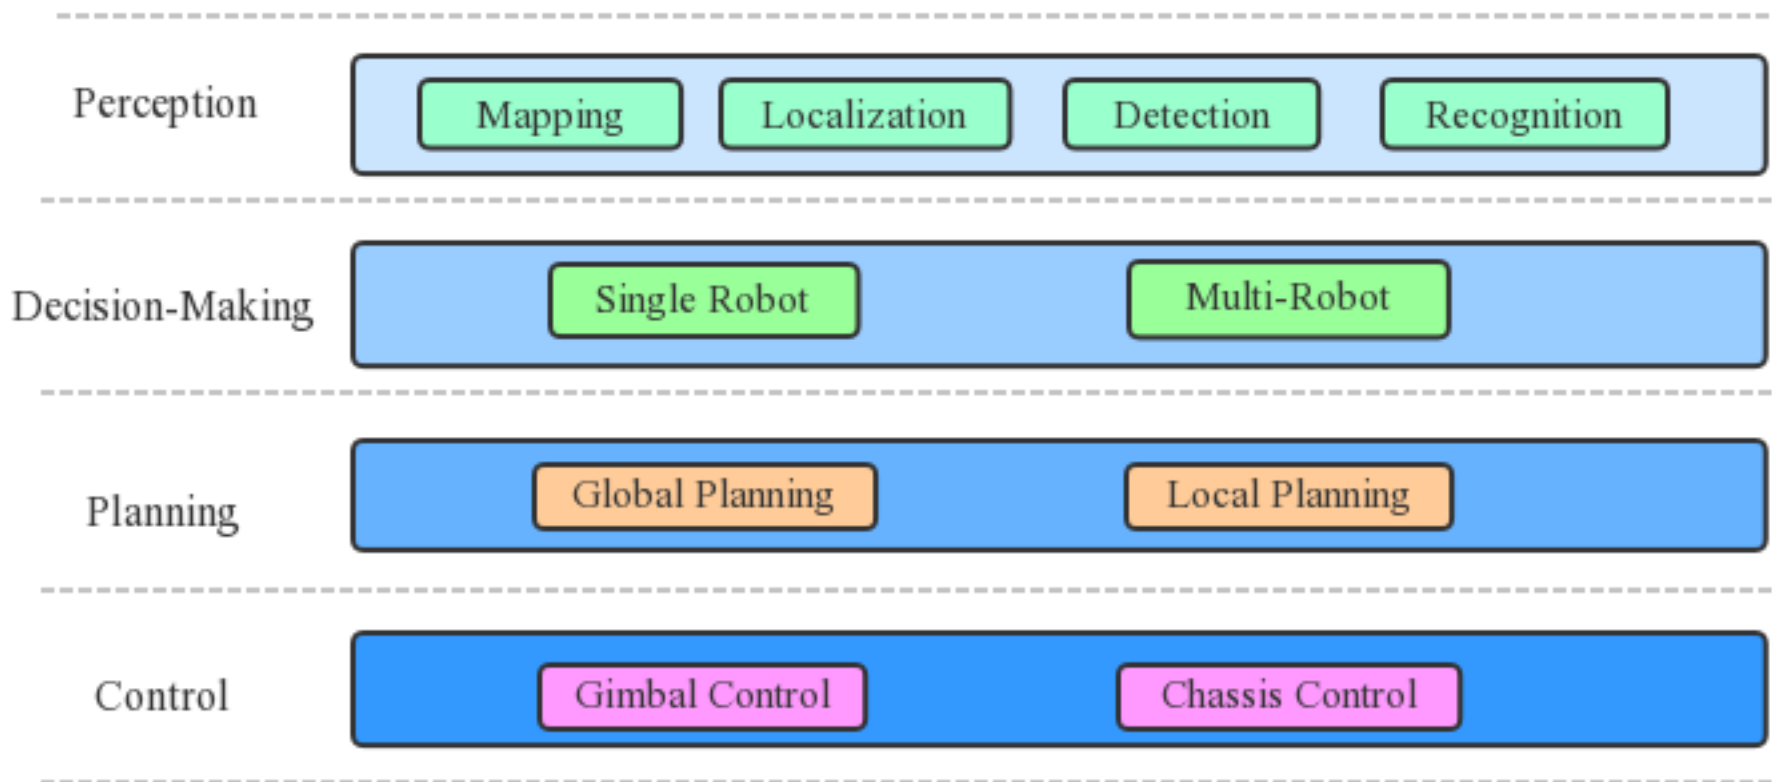 Perception
Mapping
Localization
Detection
Recognition
Decision-Making
Single Robot
Multi-Robot
Planning
Global Planning
Local Planning
Control
Gimbal Control
Chassis Control